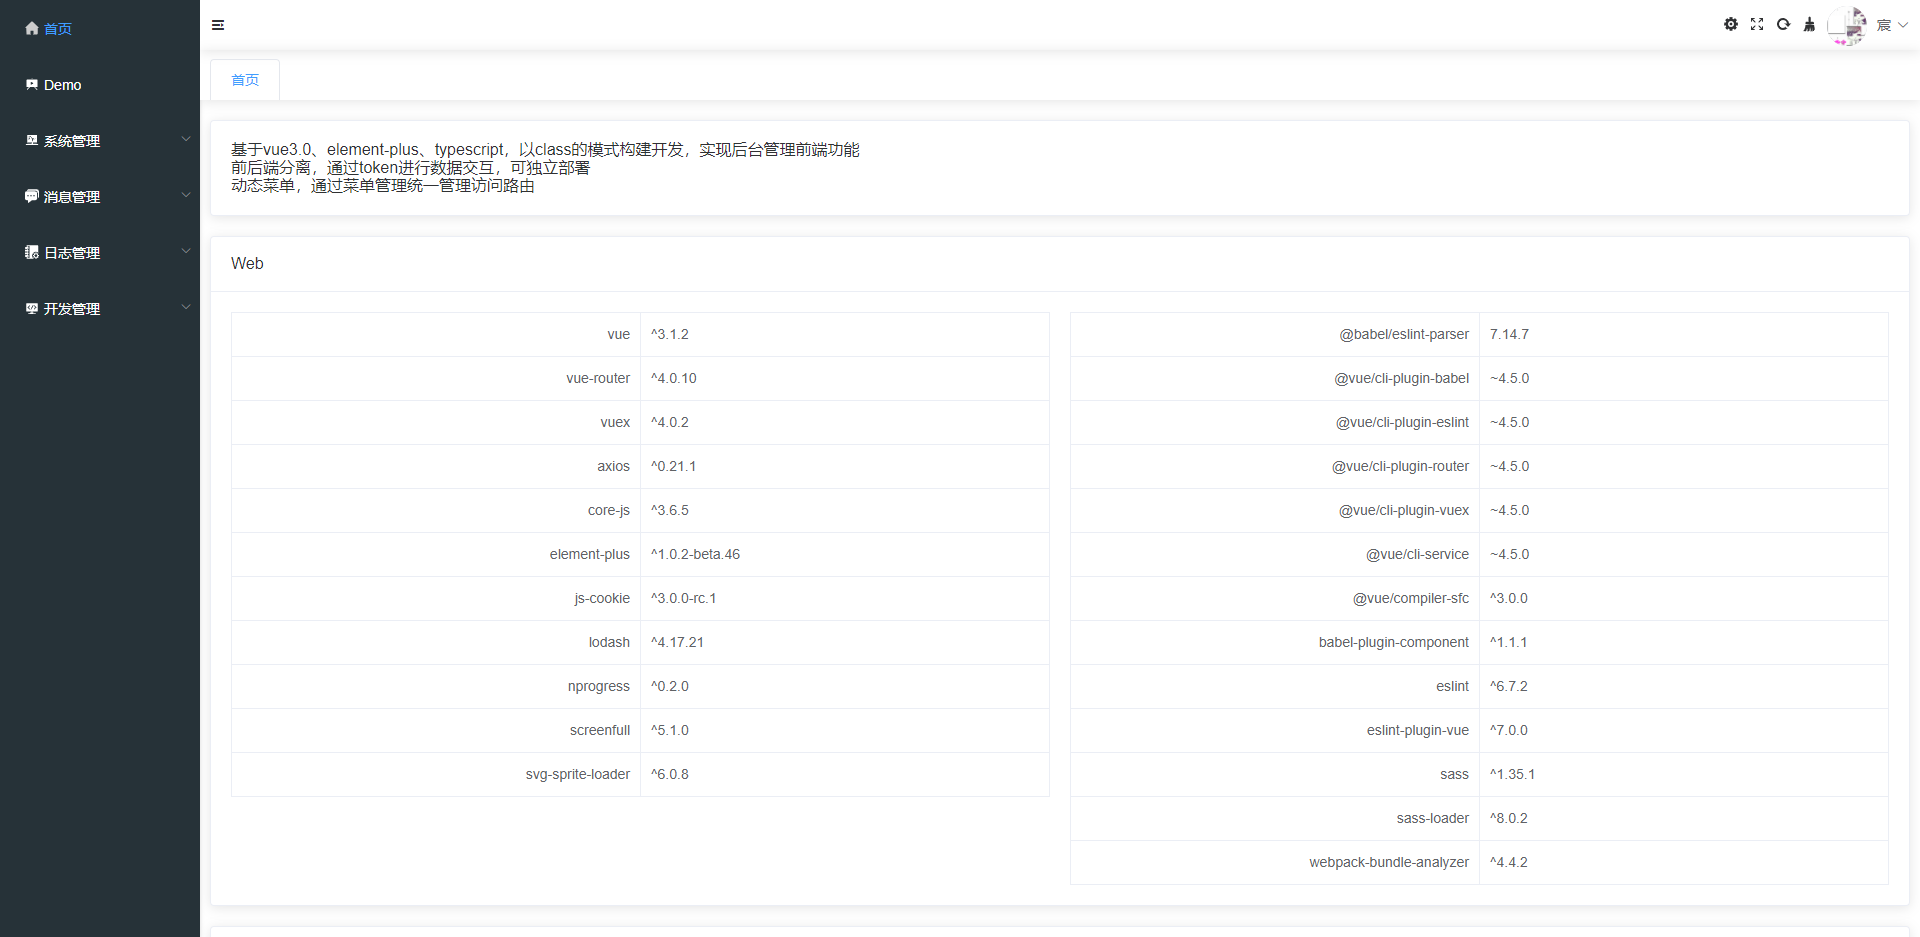 首页
Demo
系统管理
消息管理
日志管理
开发管理
宸
首页
基于vue3.0、element-plus、typescript，以class的模式构建开发，实现后台管理前端功能
前后端分离，通过token进行数据交互，可独立部署
动态菜单，通过菜单管理统一管理访问路由
Web
vue ^3.1.2
vue-router ^4.0.10
vuex ^4.0.2
axios ^0.21.1
core-js ^3.6.5
element-plus ^1.0.2-beta.46
js-cookie ^3.0.0-rc.1
lodash ^4.17.21
nprogress ^0.2.0
screenfull ^5.1.0
svg-sprite-loader ^6.0.8
@babel/eslint-parser 7.14.7
@vue/cli-plugin-babel ~4.5.0
@vue/cli-plugin-eslint ~4.5.0
@vue/cli-plugin-router ~4.5.0
@vue/cli-plugin-vuex ~4.5.0
@vue/cli-service ~4.5.0
@vue/compiler-sfc ^3.0.0
babel-plugin-component ^1.1.1
eslint ^6.7.2
eslint-plugin-vue ^7.0.0
sass ^1.35.1
sass-loader ^8.0.2
webpack-bundle-analyzer ^4.4.2